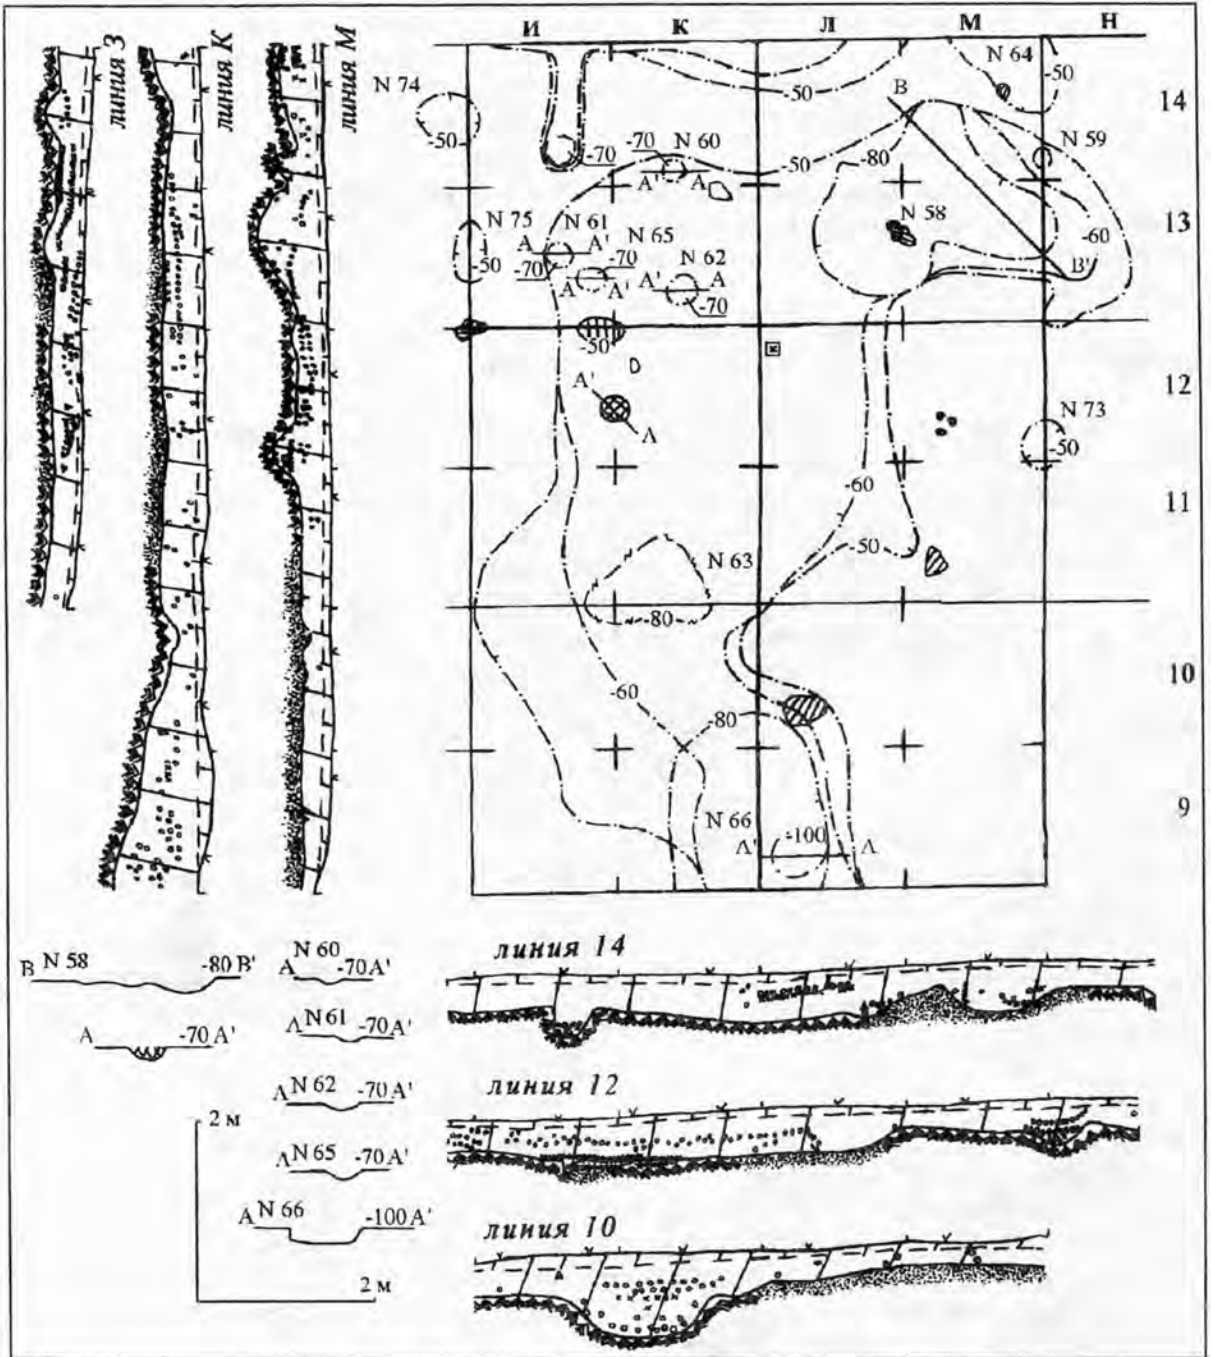 И К Л М Н
линия З
линия К
линия М
N 64
-50
14
N 74
В
-50
-50
N 59
-70 N 60
-50
-80
-70
А' А
13
N 75
N 61
А А'
N 65
N 58
-60
-50
-70
-70
N 62
А' А
В'
А А'
-70
-50
12
А'
А
N 73
-50
11
-60
-50
N 63
-80
10
-60
-80
9
N 66
-100
А' А
линия 14
В N 58 -80 В'
N 60
А -70 А'
А -70 А'
А N 61 -70 А'
линия 12
А N 62 -70 А'
2 м
А N 65 -70 А'
А N 66 -100 А'
линия 10
2 м